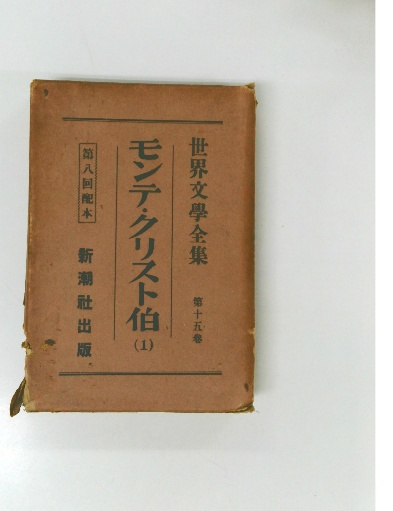 世界文學全集 第十五卷
モンテ・クリスト伯(1)
第八回配本
新潮社出版